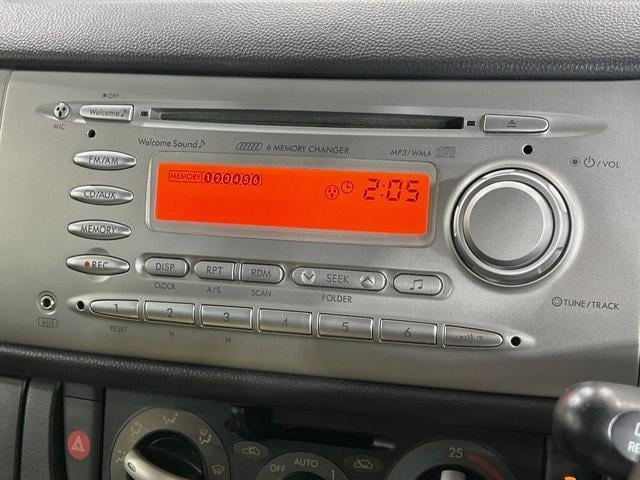 OFF
Welcome♪
MIC
Welcome Sound♪
6 MEMORY CHANGER
MP3/WMA
FM/AM
CD/AUX
MEMORY
REC
AUX
MEMORY 123456
2:05
VOL
TUNE/TRACK
DISP
RPT
RDM
SEEK
CLOCK
A/S
SCAN
FOLDER
1
2
3
4
5
6
7
RESET
H
M
OFF
AUTO
25